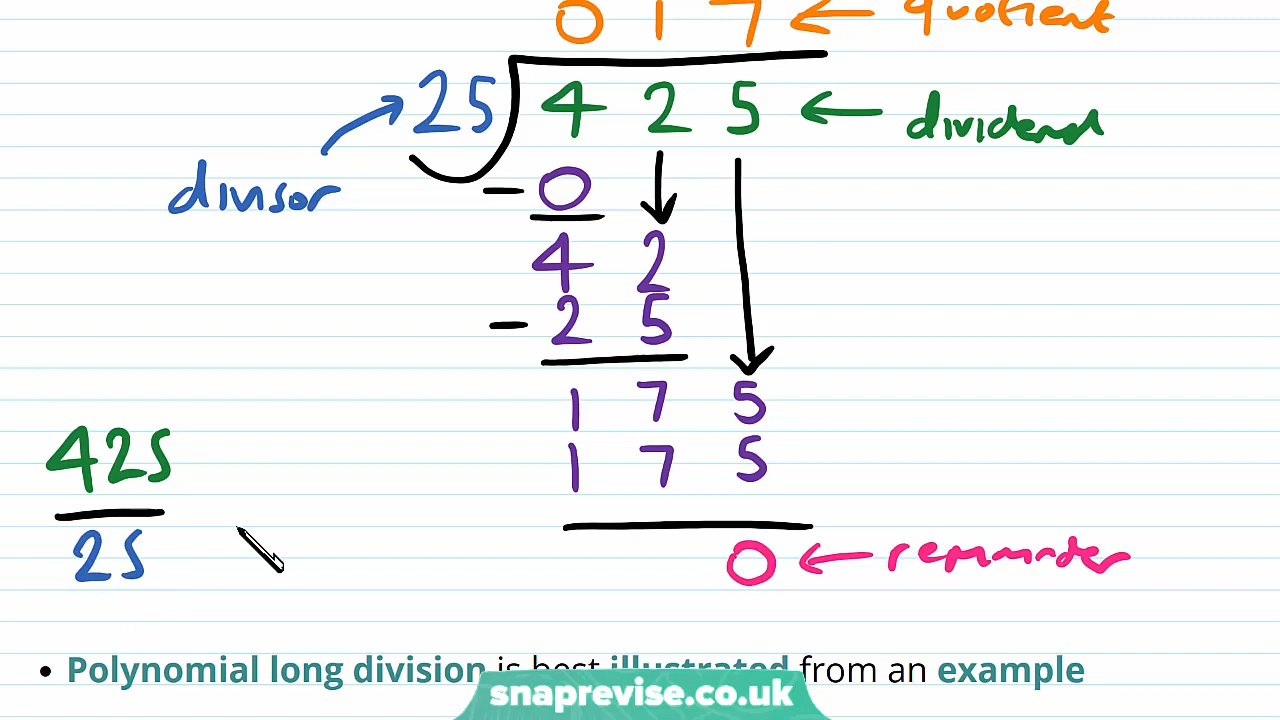 0 1 7 ← quotient
25 4 2 5 ← dividend
divisor
- 0
4 2
- 2 5
1 7 5
1 7 5
0 ← remainder
425
25
• Polynomial long division is best illustrated from an example
snaprevise.co.uk